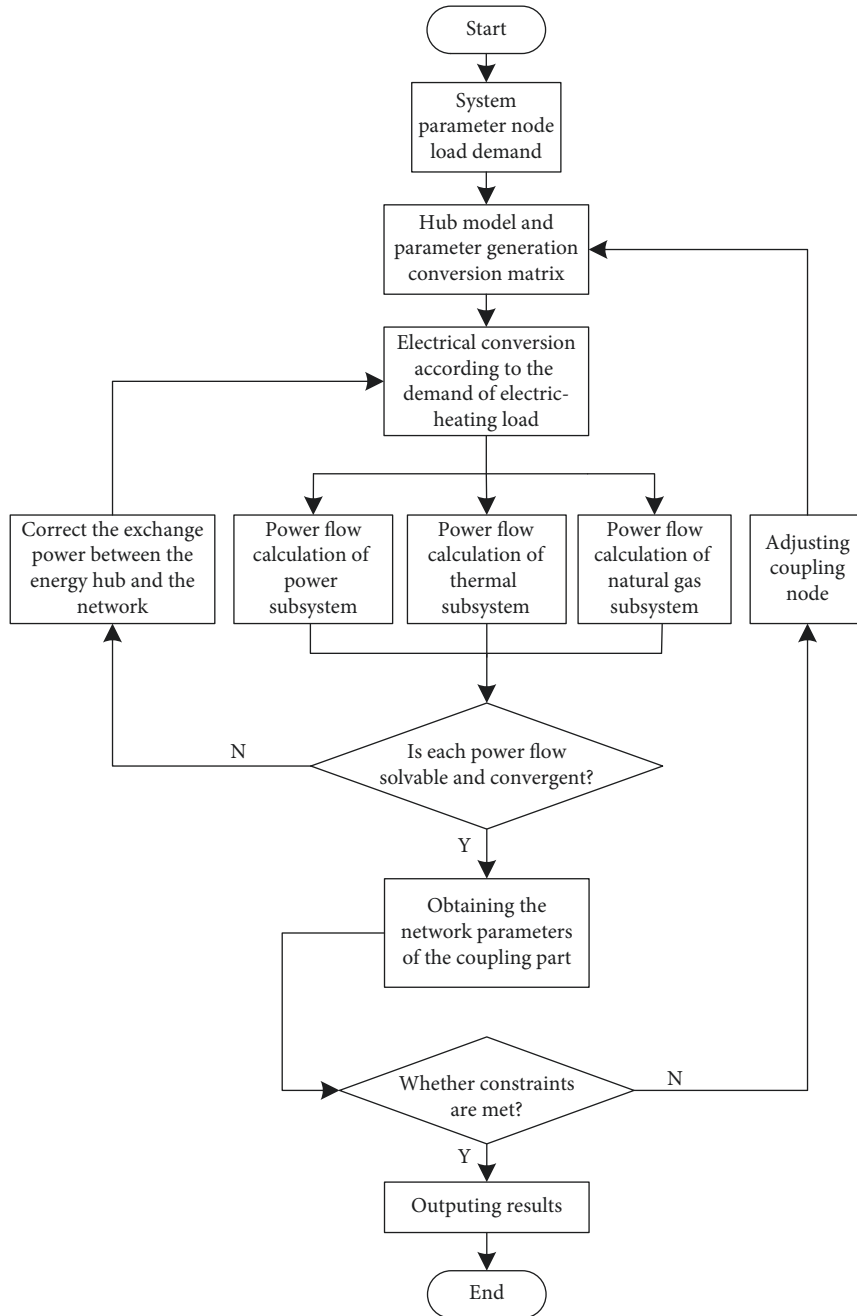 Start
System
parameter node
load demand
Hub model and
parameter generation
conversion matrix
Electrical conversion
according to the
demand of electric-
heating load
Correct the exchange
power between the
energy hub and the
network
Power flow
calculation of
power
subsystem
Power flow
calculation of
thermal
subsystem
Power flow
calculation of
natural gas
subsystem
Adjusting
coupling
node
N
Is each power flow
solvable and convergent?
Y
Obtaining the
network parameters
of the coupling part
Whether constraints
are met?
N
Y
Outputing results
End